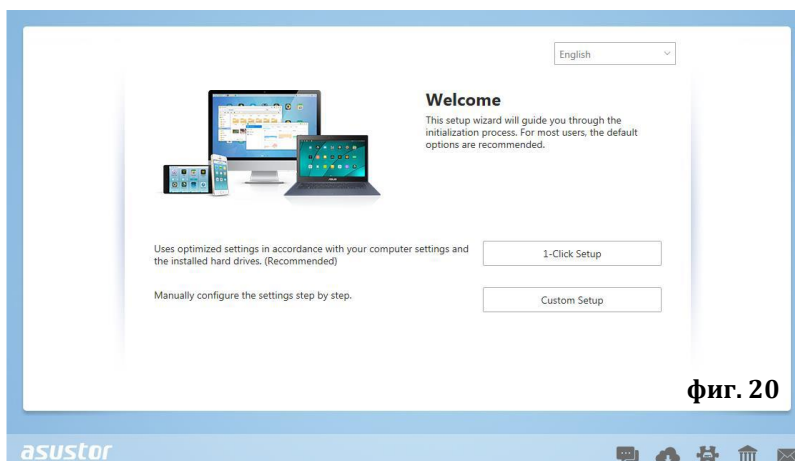 English
Welcome
This setup wizard will guide you through the
initialization process. For most users, the default
options are recommended.
Uses optimized settings in accordance with your computer settings and
the installed hard drives. (Recommended)
1-Click Setup
Manually configure the settings step by step.
Custom Setup
фиг. 20
asustor